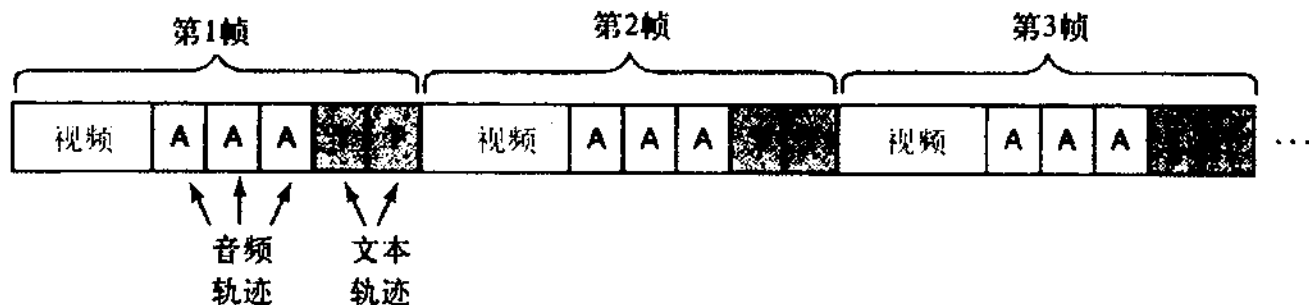 第1帧 第2帧 第3帧
视频 A A A 视频 A A A 视频 A A A ...
音频 文本
轨迹 轨迹